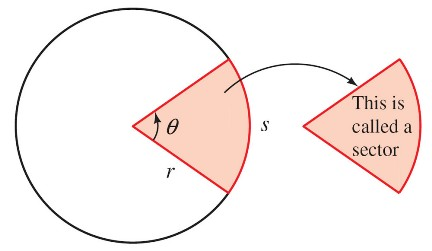 θ
s
r
This is
called a
sector